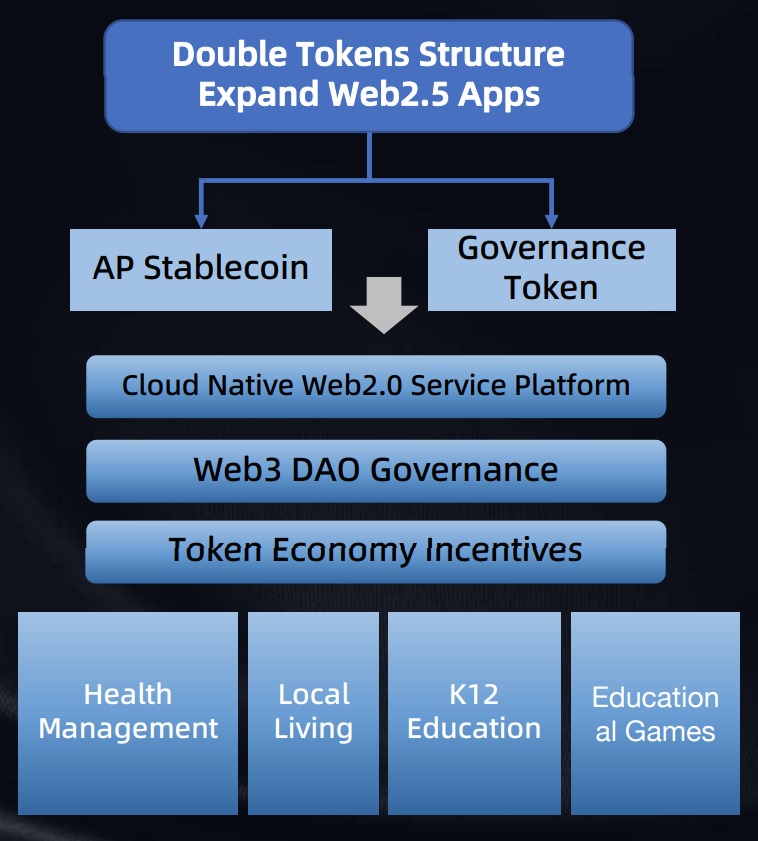 Double Tokens Structure
Expand Web2.5 Apps
AP Stablecoin
Governance
Token
Cloud Native Web2.0 Service Platform
Web3 DAO Governance
Token Economy Incentives
Health
Management
Local
Living
K12
Education
Education
al Games